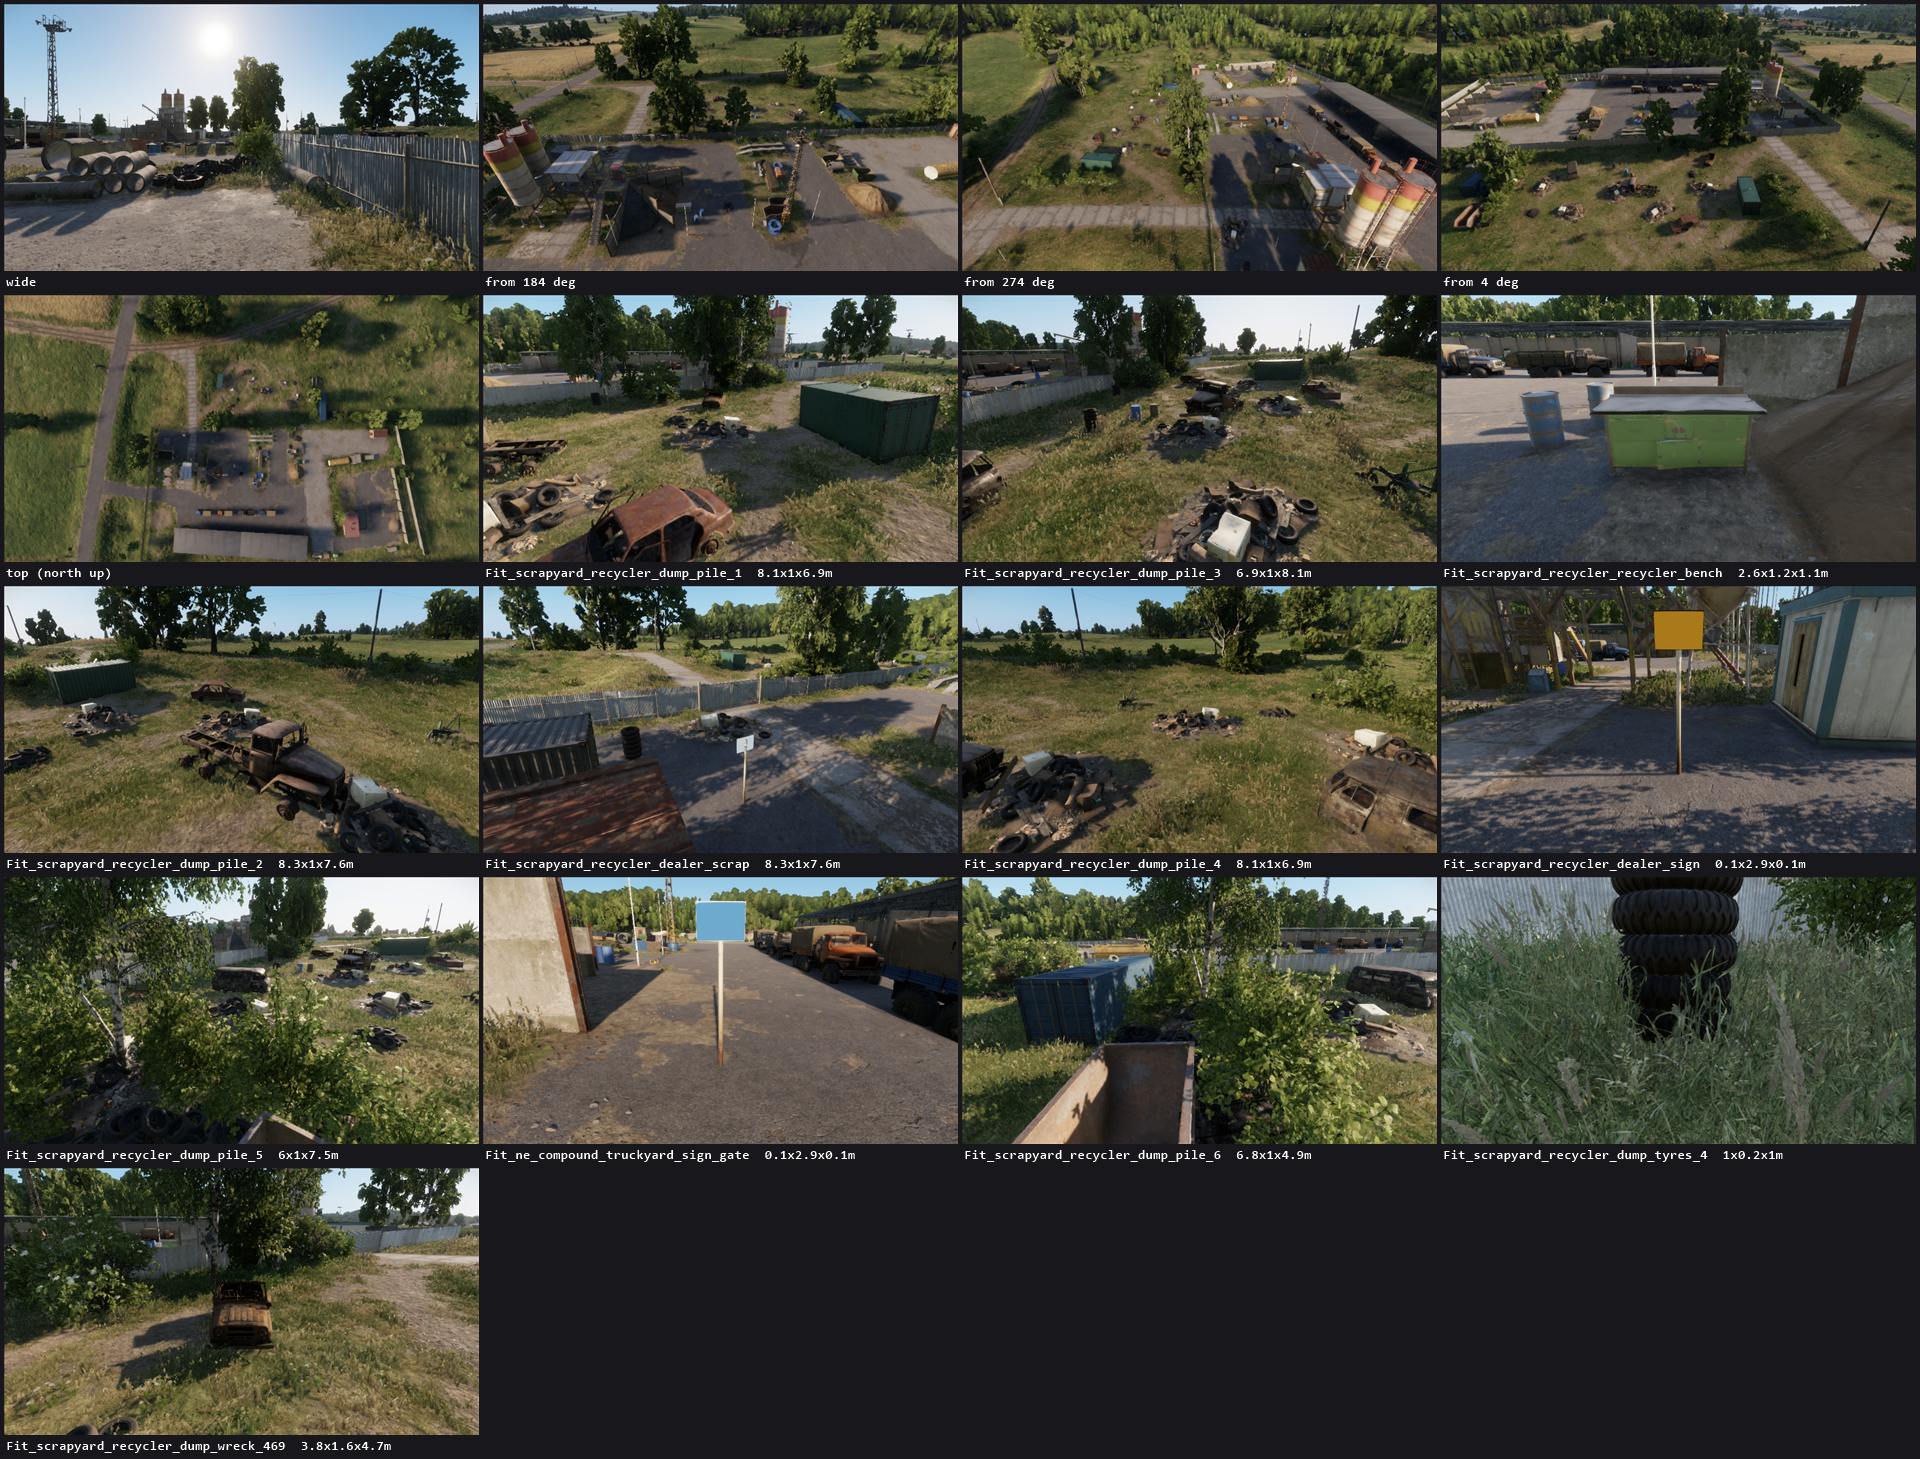 wide
from 184 deg
from 274 deg
from 4 deg
top (north up)
Fit_scrapyard_recycler_dump_pile_1  8.1x1x6.9m
Fit_scrapyard_recycler_dump_pile_3  6.9x1x8.1m
Fit_scrapyard_recycler_recycler_bench  2.6x1.2x1.1m
Fit_scrapyard_recycler_dump_pile_2  8.3x1x7.6m
Fit_scrapyard_recycler_dealer_scrap  8.3x1x7.6m
Fit_scrapyard_recycler_dump_pile_4  8.1x1x6.9m
Fit_scrapyard_recycler_dealer_sign  0.1x2.9x0.1m
Fit_scrapyard_recycler_dump_pile_5  6x1x7.5m
Fit_ne_compound_truckyard_sign_gate  0.1x2.9x0.1m
Fit_scrapyard_recycler_dump_pile_6  6.8x1x4.9m
Fit_scrapyard_recycler_dump_tyres_4  1x0.2x1m
Fit_scrapyard_recycler_dump_wreck_469  3.8x1.6x4.7m